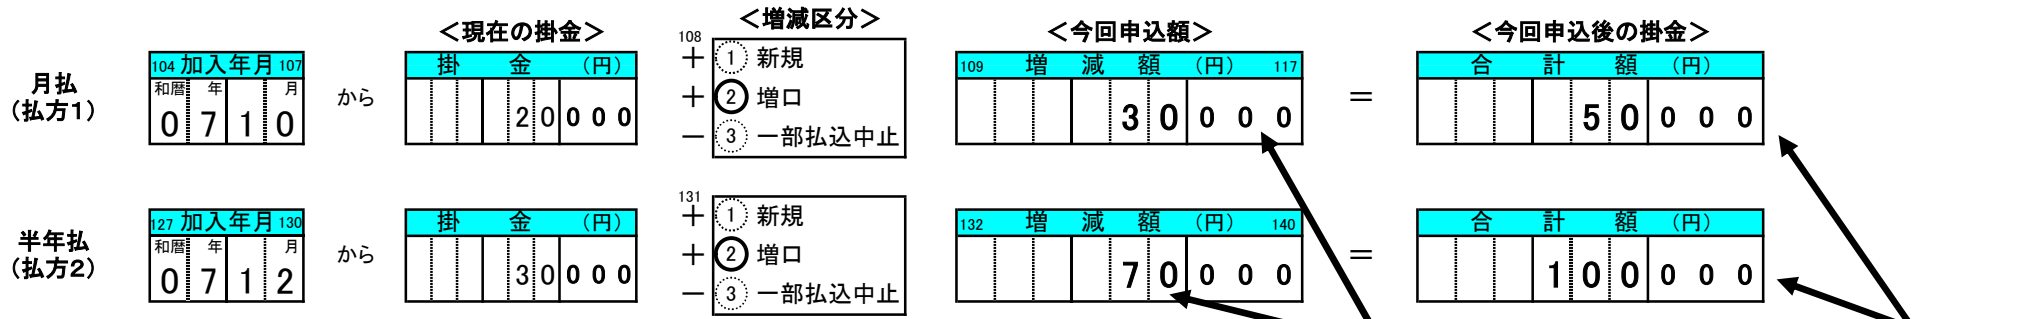 ＜現在の掛金＞ ＜増減区分＞ ＜今回申込額＞ ＜今回申込後の掛金＞
月払
（払方１）
104 加入年月 107
和暦 年 月
0 7 1 0
から
掛 金 （円）
2 0 0 0 0
108
＋ 1 新規
＋ 2 増口
－ 3 一部払込中止
109 増 減 額 （円） 117
3 0 0 0 0
＝
合 計 額 （円）
5 0 0 0 0
半年払
（払方２）
127 加入年月 130
和暦 年 月
0 7 1 2
から
掛 金 （円）
3 0 0 0 0
131
＋ 1 新規
＋ 2 増口
－ 3 一部払込中止
132 増 減 額 （円） 140
7 0 0 0 0
＝
合 計 額 （円）
1 0 0 0 0 0